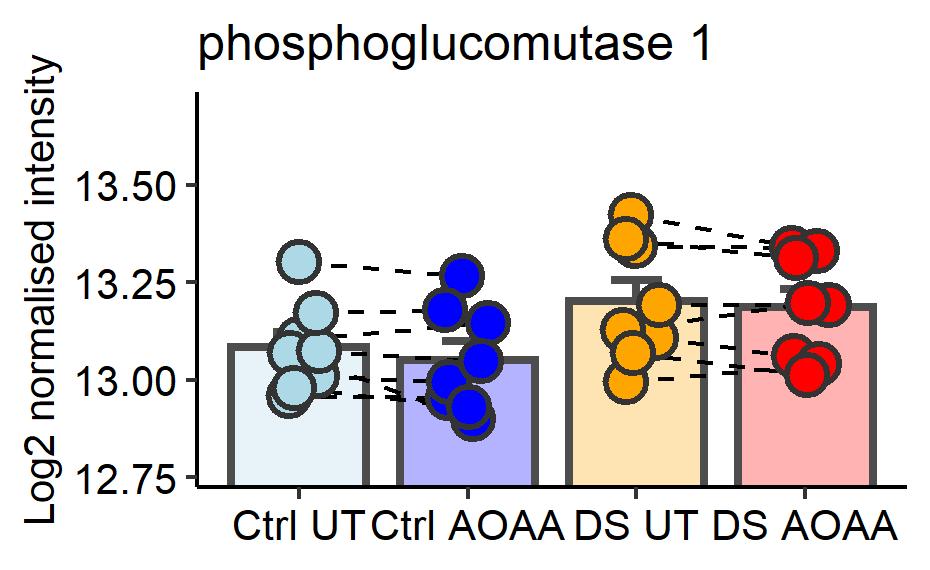 phosphoglucomutase 1
Log2 normalised intensity
13.50
13.25
13.00
12.75
Ctrl UT Ctrl AOAA DS UT DS AOAA